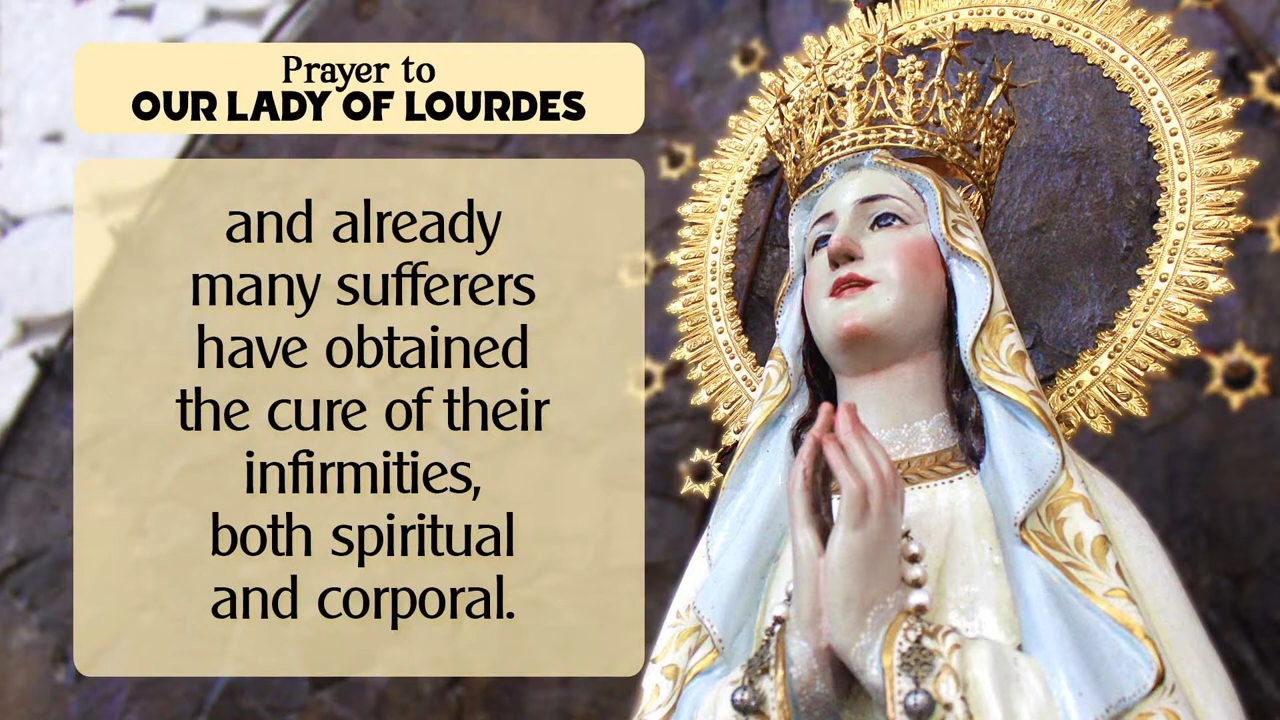 Prayer to
OUR LADY OF LOURDES
and already
many sufferers
have obtained
the cure of their
infirmities,
both spiritual
and corporal.